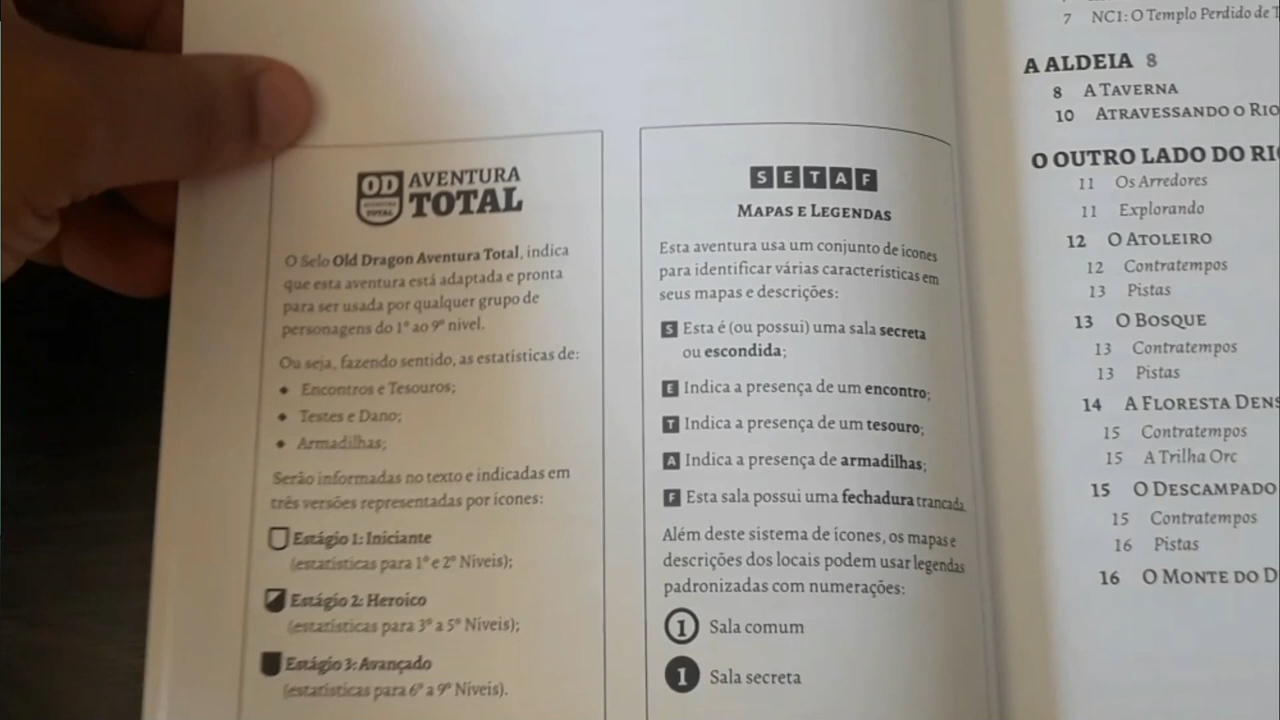 OD
AVENTURA
TOTAL
AVENTURA
TOTAL
O Selo Old Dragon Aventura Total, indica
que esta aventura está adaptada e pronta
para ser usada por qualquer grupo de
personagens do 1º ao 9º nível.
Ou seja, fazendo sentido, as estatísticas de:
Encontros e Tesouros;
Testes e Dano;
Armadilhas;
Serão informadas no texto e indicadas em
três versões representadas por ícones:
Estágio 1: Iniciante
(estatísticas para 1º e 2º Níveis);
Estágio 2: Heroico
(estatísticas para 3º a 5º Níveis);
Estágio 3: Avançado
(estatísticas para 6º a 9º Níveis).
S E T A F
Mapas e Legendas
Esta aventura usa um conjunto de ícones
para identificar várias características em
seus mapas e descrições:
S Esta é (ou possui) uma sala secreta
ou escondida;
E Indica a presença de um encontro;
T Indica a presença de um tesouro;
A Indica a presença de armadilhas;
F Esta sala possui uma fechadura trancada.
Além deste sistema de ícones, os mapas e
descrições dos locais podem usar legendas
padronizadas com numerações:
1 Sala comum
1 Sala secreta
7 NC1: O Templo Perdido de T
A ALDEIA 8
8 A Taverna
10 Atravessando o Rio
O OUTRO LADO DO RI
11 Os Arredores
11 Explorando
12 O Atoleiro
12 Contratempos
13 Pistas
13 O Bosque
13 Contratempos
13 Pistas
14 A Floresta Dens
15 Contratempos
15 A Trilha Orc
15 O Descampado
15 Contratempos
16 Pistas
16 O Monte do D